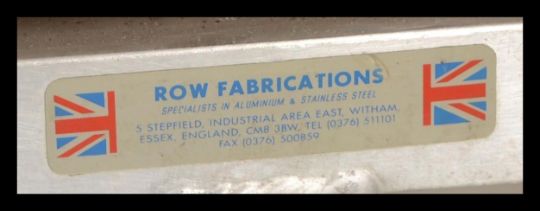 ROW FABRICATIONS
SPECIALISTS IN ALUMINIUM & STAINLESS STEEL
5 STEPFIELD, INDUSTRIAL AREA EAST, WITHAM,
ESSEX, ENGLAND, CM8 3BW, TEL (0376) 511101
FAX (0376) 500859